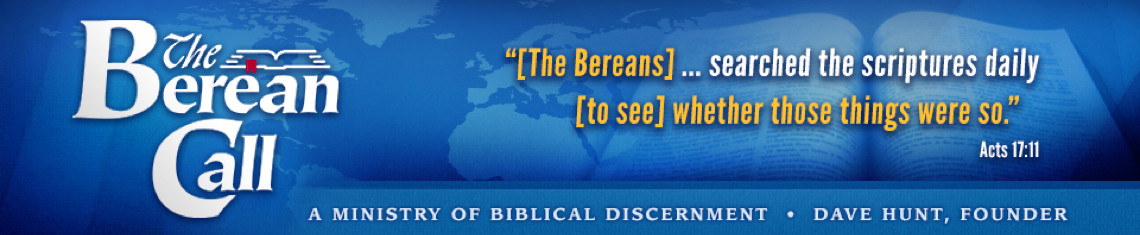 The
Berean
Call
“[The Bereans] ... searched the scriptures daily
[to see] whether those things were so.”
Acts 17:11
A MINISTRY OF BIBLICAL DISCERNMENT • DAVE HUNT, FOUNDER